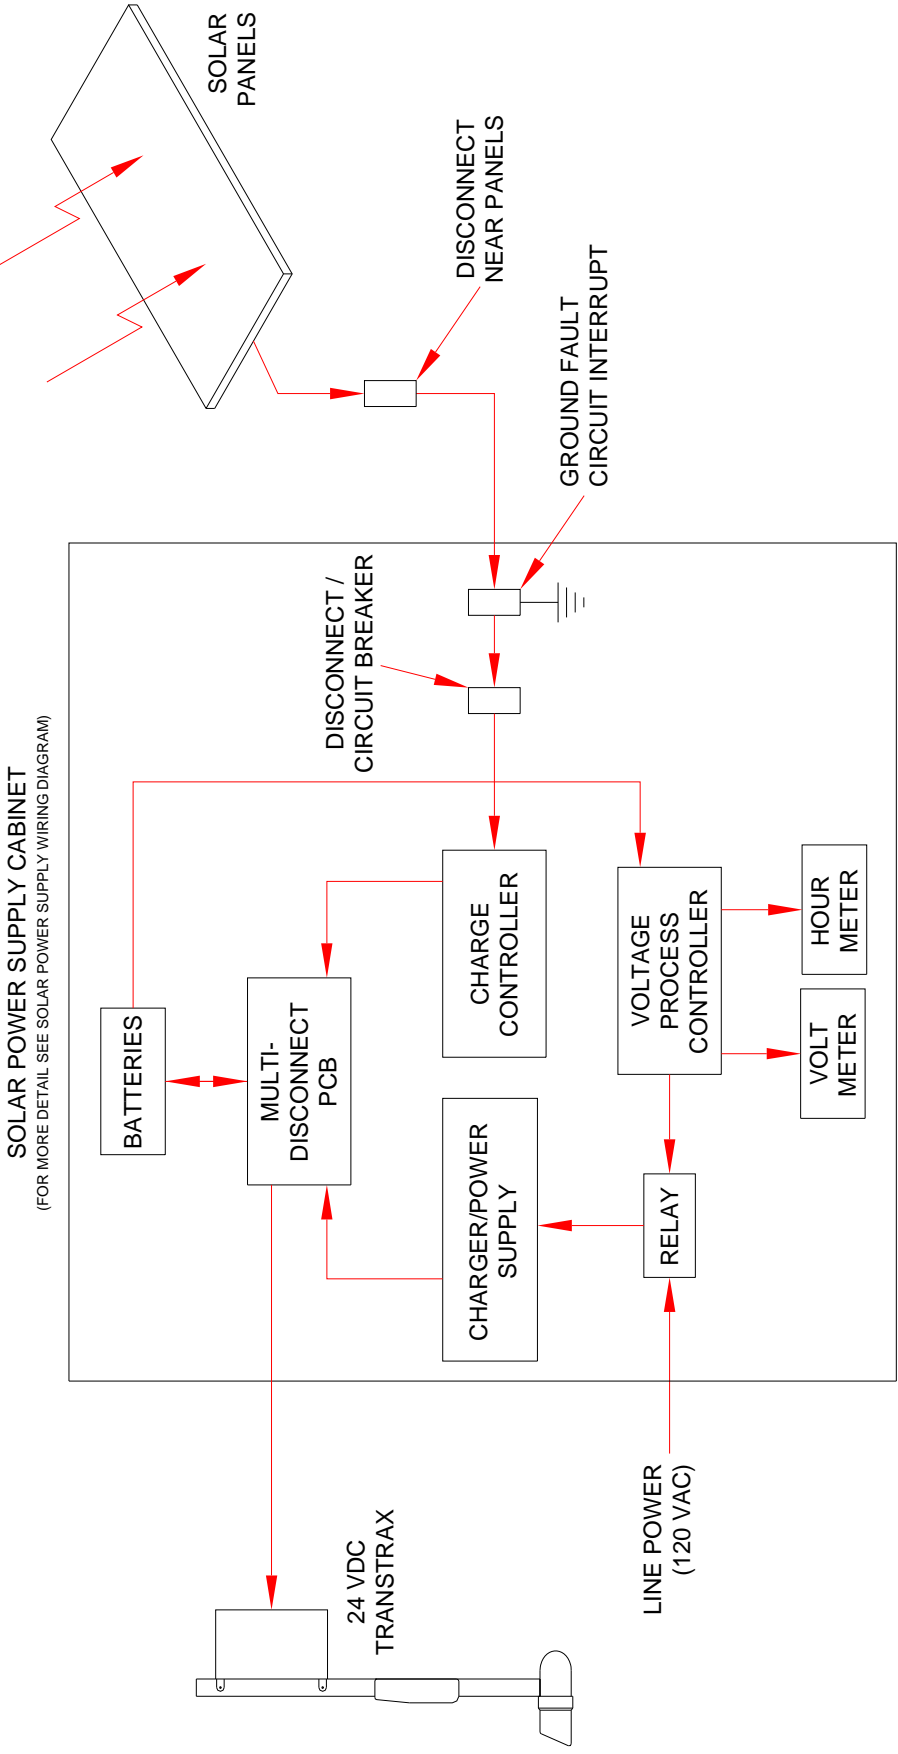 SOLAR POWER SUPPLY CABINET
(FOR MORE DETAIL SEE SOLAR POWER SUPPLY WIRING DIAGRAM)
24 VDC
TRANSTRAX
BATTERIES
MULTI-
DISCONNECT
PCB
DISCONNECT /
CIRCUIT BREAKER
SOLAR
PANELS
DISCONNECT
NEAR PANELS
GROUND FAULT
CIRCUIT INTERRUPT
CHARGER/POWER
SUPPLY
CHARGE
CONTROLLER
LINE POWER
(120 VAC)
RELAY
VOLTAGE
PROCESS
CONTROLLER
VOLT
METER
HOUR
METER